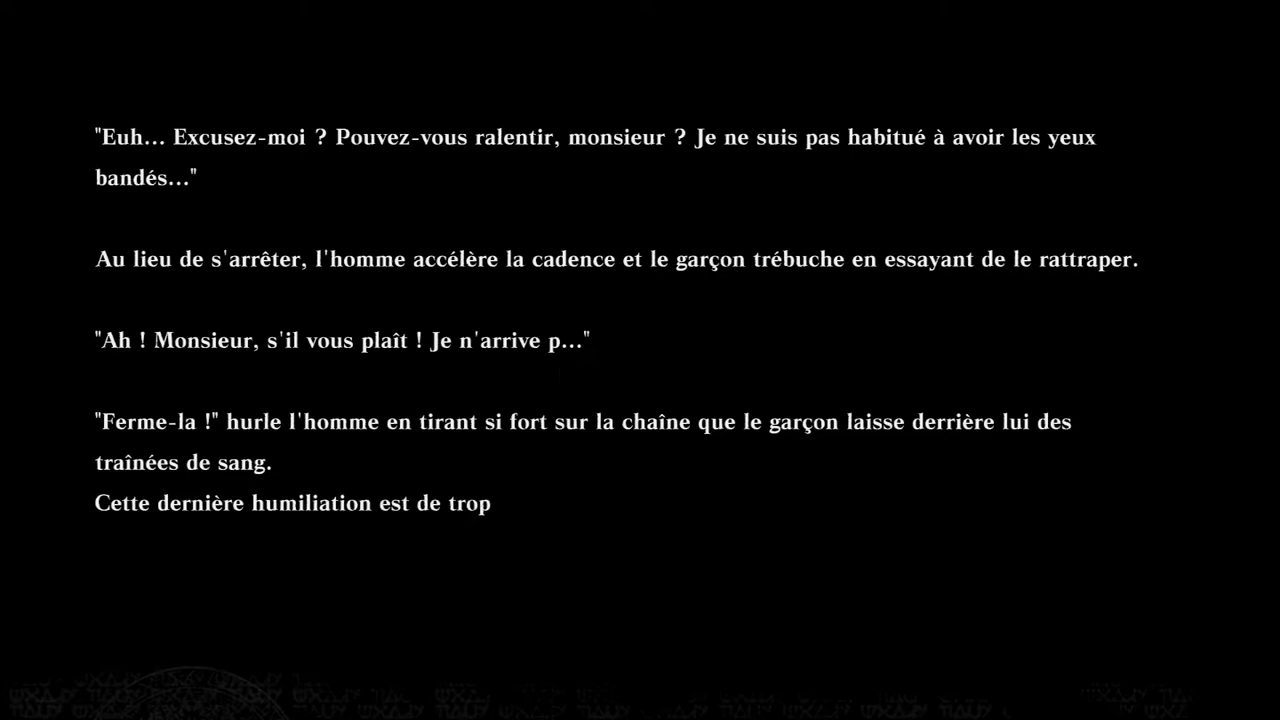 "Euh... Excusez-moi ? Pouvez-vous ralentir, monsieur ? Je ne suis pas habitué à avoir les yeux
bandés..."
Au lieu de s'arrêter, l'homme accélère la cadence et le garçon trébuche en essayant de le rattraper.
"Ah ! Monsieur, s'il vous plaît ! Je n'arrive p..."
"Ferme-la !" hurle l'homme en tirant si fort sur la chaîne que le garçon laisse derrière lui des
traînées de sang.
Cette dernière humiliation est de trop